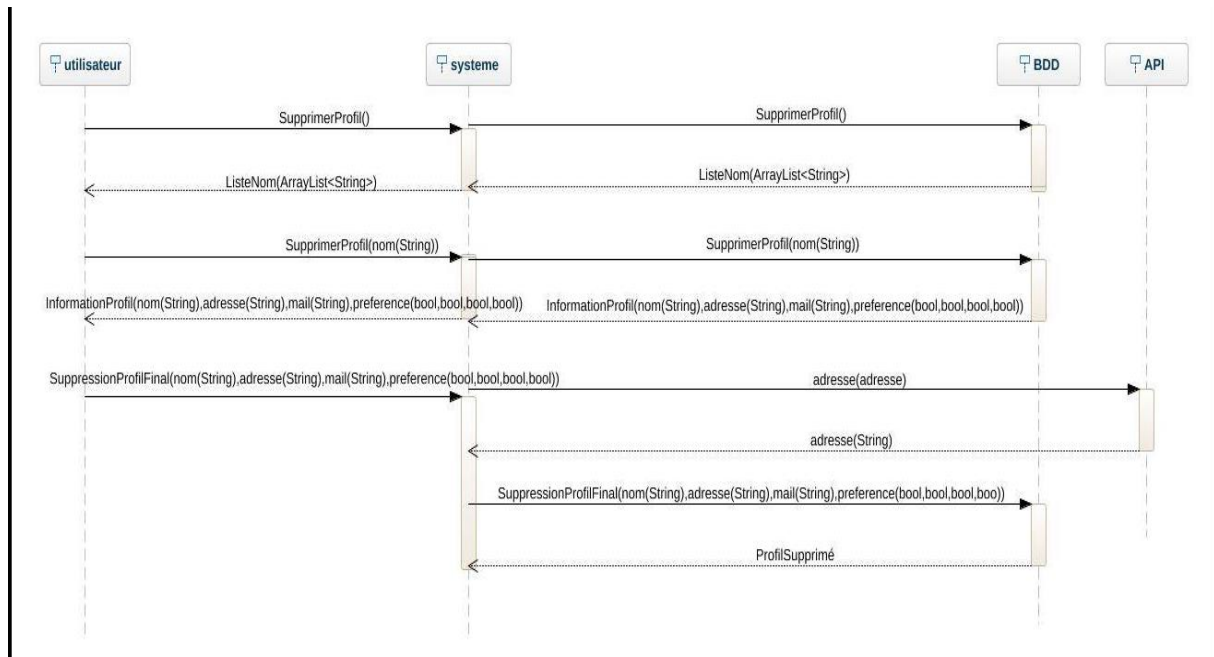 utilisateur
systeme
BDD
API
SupprimerProfil()
SupprimerProfil()
ListeNom(ArrayList<String>)
ListeNom(ArrayList<String>)
SupprimerProfil(nom(String))
SupprimerProfil(nom(String))
InformationProfil(nom(String),adresse(String),mail(String),preference(bool,bool,bool,bool))
InformationProfil(nom(String),adresse(String),mail(String),preference(bool,bool,bool,bool))
SuppressionProfilFinal(nom(String),adresse(String),mail(String),preference(bool,bool,bool,bool))
adresse(adresse)
adresse(String)
SuppressionProfilFinal(nom(String),adresse(String),mail(String),preference(bool,bool,bool,boo))
ProfilSupprimé